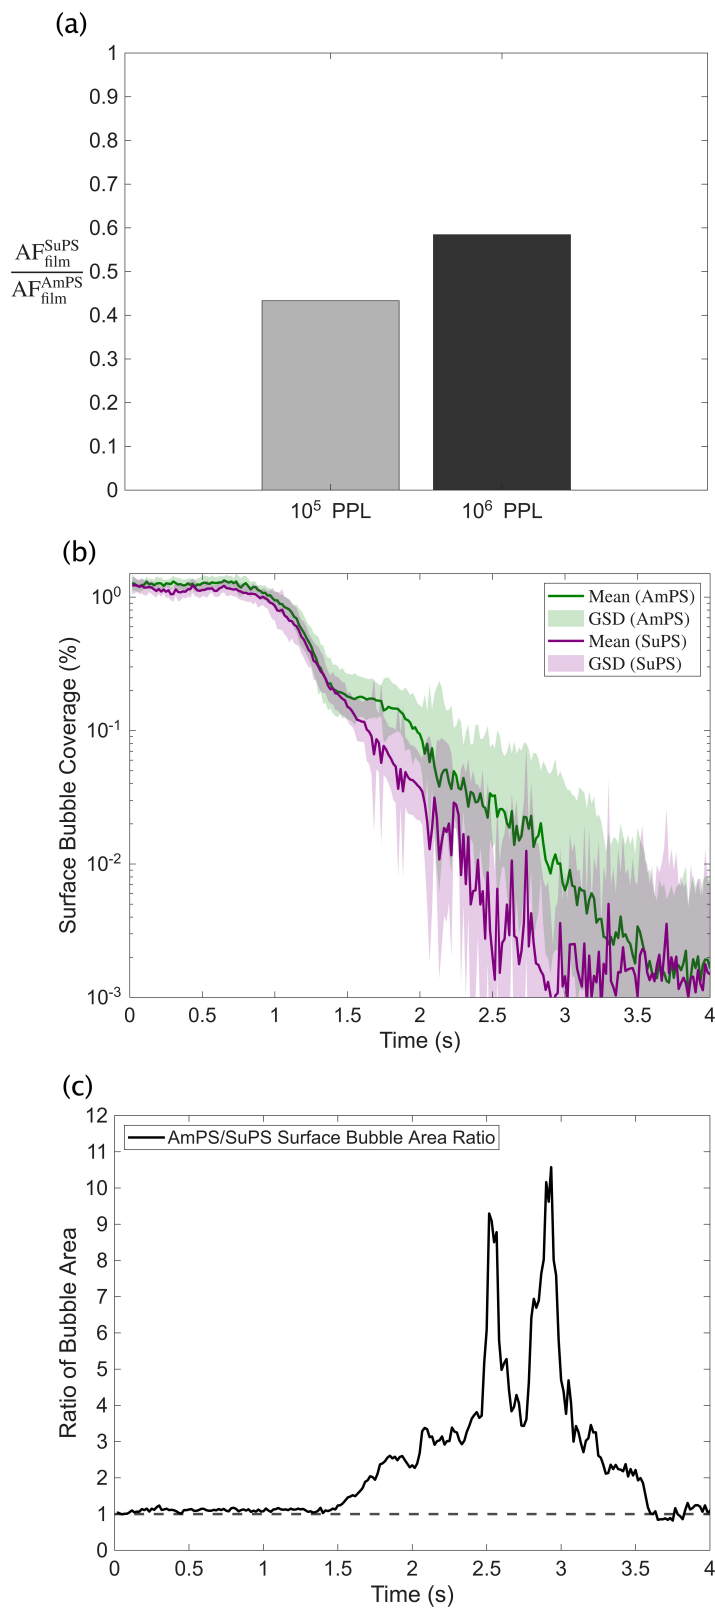 (a)
1
0.9
0.8
0.7
0.6
0.5
0.4
0.3
0.2
0.1
0
AF^SuPS_film
AF^AmPS_film
10^5 PPL 10^6 PPL
(b)
10^0
10^-1
10^-2
10^-3
Surface Bubble Coverage (%)
Mean (AmPS)
GSD (AmPS)
Mean (SuPS)
GSD (SuPS)
0 0.5 1 1.5 2 2.5 3 3.5 4
Time (s)
(c)
12
11
10
9
8
7
6
5
4
3
2
1
0
Ratio of Bubble Area
AmPS/SuPS Surface Bubble Area Ratio
0 0.5 1 1.5 2 2.5 3 3.5 4
Time (s)